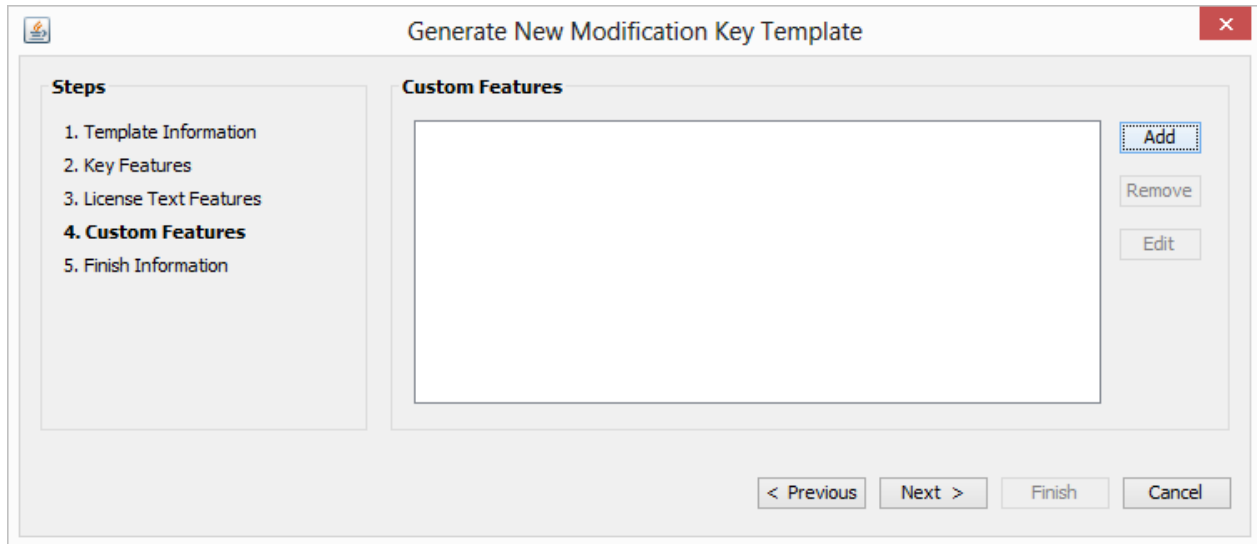 Generate New Modification Key Template
Steps
1. Template Information
2. Key Features
3. License Text Features
4. Custom Features
5. Finish Information
Custom Features
Add
Remove
Edit
< Previous
Next >
Finish
Cancel